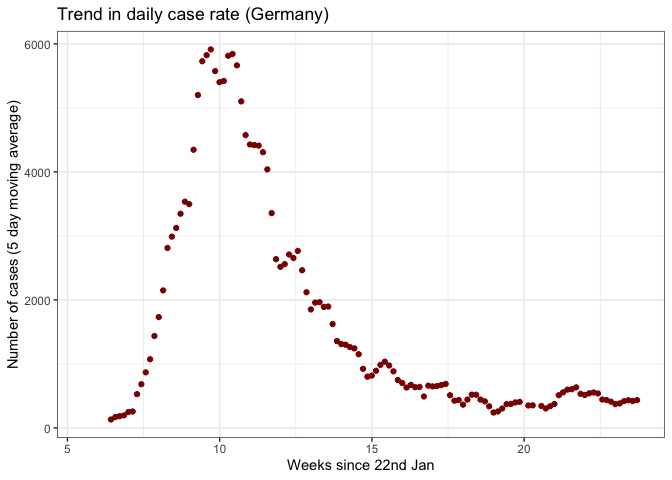 Trend in daily case rate (Germany)
Number of cases (5 day moving average)
6000
4000
2000
0
5
10
15
20
Weeks since 22nd Jan